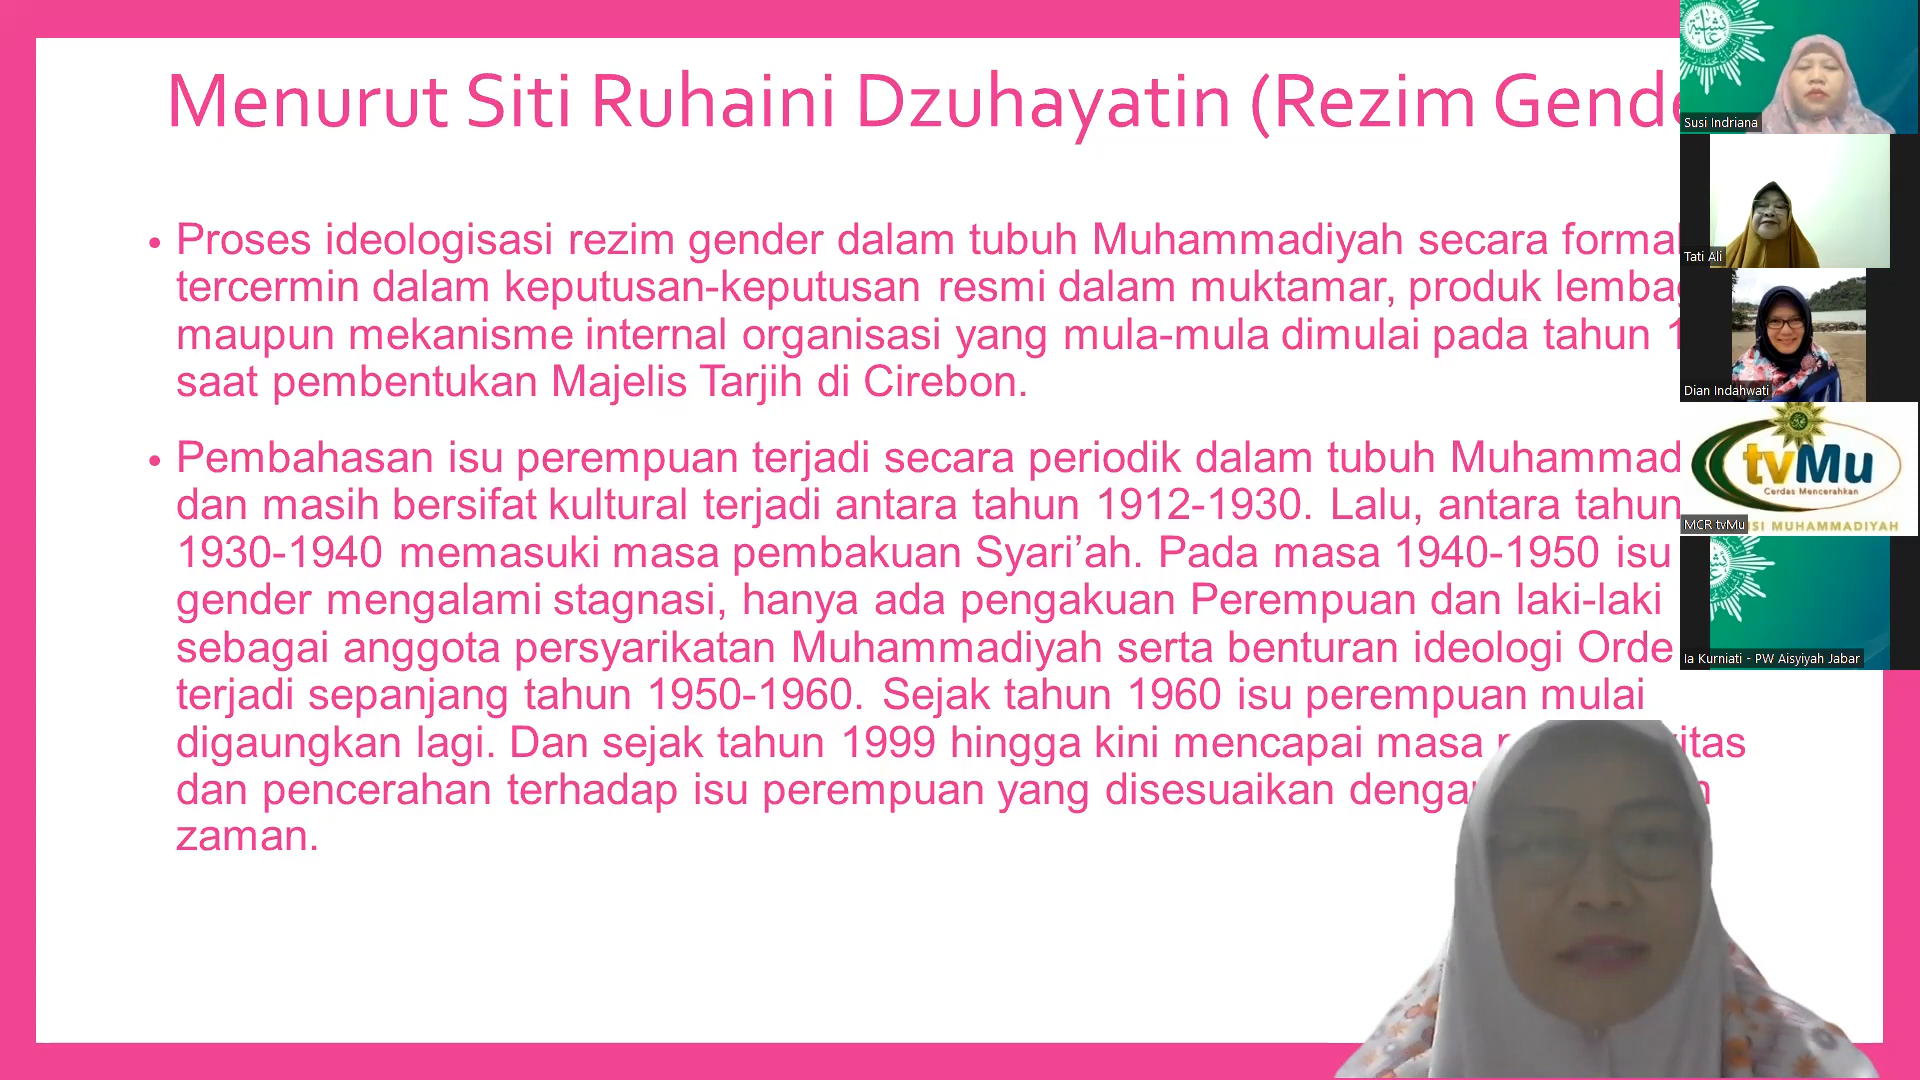 Menurut Siti Ruhaini Dzuhayatin (Rezim Gende
• Proses ideologisasi rezim gender dalam tubuh Muhammadiyah secara formal
tercermin dalam keputusan-keputusan resmi dalam muktamar, produk lembag
maupun mekanisme internal organisasi yang mula-mula dimulai pada tahun 1
saat pembentukan Majelis Tarjih di Cirebon.
• Pembahasan isu perempuan terjadi secara periodik dalam tubuh Muhammad
dan masih bersifat kultural terjadi antara tahun 1912-1930. Lalu, antara tahun
1930-1940 memasuki masa pembakuan Syari’ah. Pada masa 1940-1950 isu
gender mengalami stagnasi, hanya ada pengakuan Perempuan dan laki-laki
sebagai anggota persyarikatan Muhammadiyah serta benturan ideologi Orde
terjadi sepanjang tahun 1950-1960. Sejak tahun 1960 isu perempuan mulai
digaungkan lagi. Dan sejak tahun 1999 hingga kini mencapai masa
dan pencerahan terhadap isu perempuan yang disesuaikan
zaman.
Susi Indriana
Tati Ali
Dian Indahwati
tvMu
Cerdas Mencerahkan
SI MUHAMMADIYAH
MCR tvMu
Ia Kurniati - PW Aisyiyah Jabar